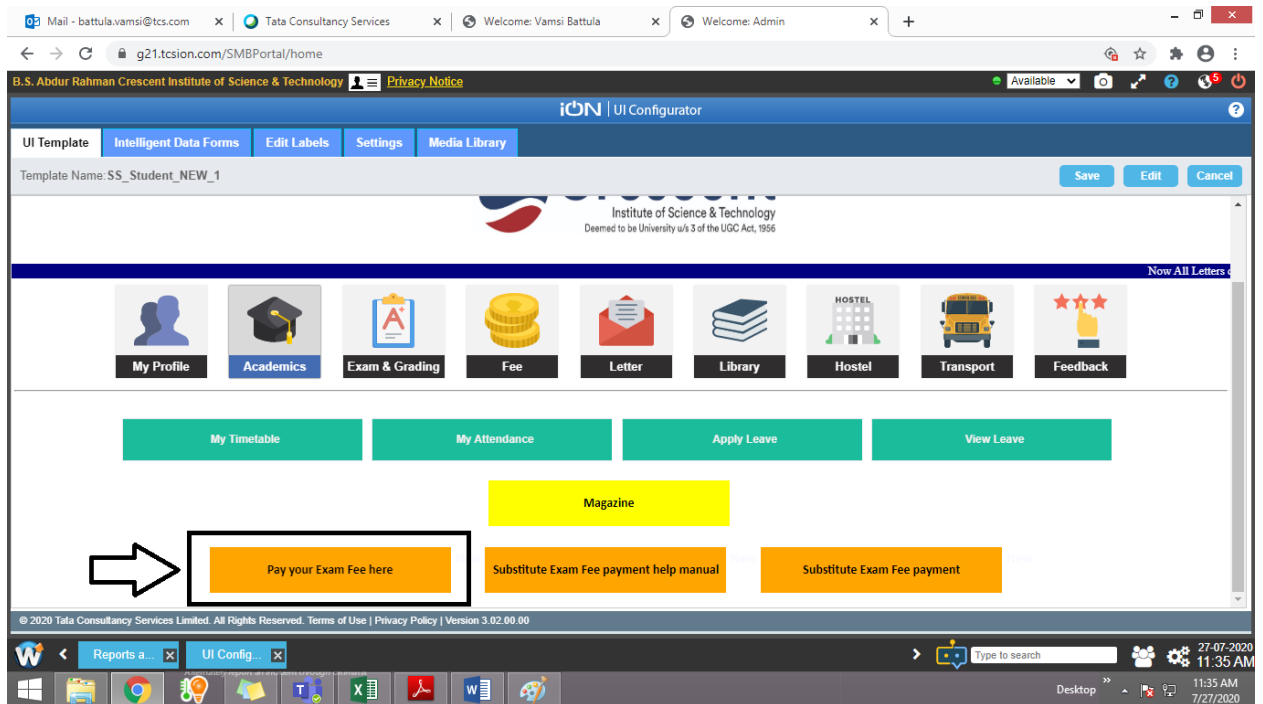 Mail - battula.vamsi@tcs.com
Tata Consultancy Services
Welcome: Vamsi Battula
Welcome: Admin
g21.tcsion.com/SMBPortal/home
B.S. Abdur Rahman Crescent Institute of Science & Technology
Privacy Notice
Available
5
iON | UI Configurator
UI Template
Intelligent Data Forms
Edit Labels
Settings
Media Library
Template Name: SS_Student_NEW_1
Save
Edit
Cancel
Institute of Science & Technology
Deemed to be University u/s 3 of the UGC Act, 1956
Now All Letters
HOSTEL
My Profile
Academics
Exam & Grading
Fee
Letter
Library
Hostel
Transport
Feedback
My Timetable
My Attendance
Apply Leave
View Leave
Magazine
Pay your Exam Fee here
Substitute Exam Fee payment help manual
Substitute Exam Fee payment
© 2020 Tata Consultancy Services Limited. All Rights Reserved. Terms of Use | Privacy Policy | Version 3.02.00.00
Reports a...
UI Config...
Type to search
27-07-2020
11:35 AM
Desktop
11:35 AM
7/27/2020